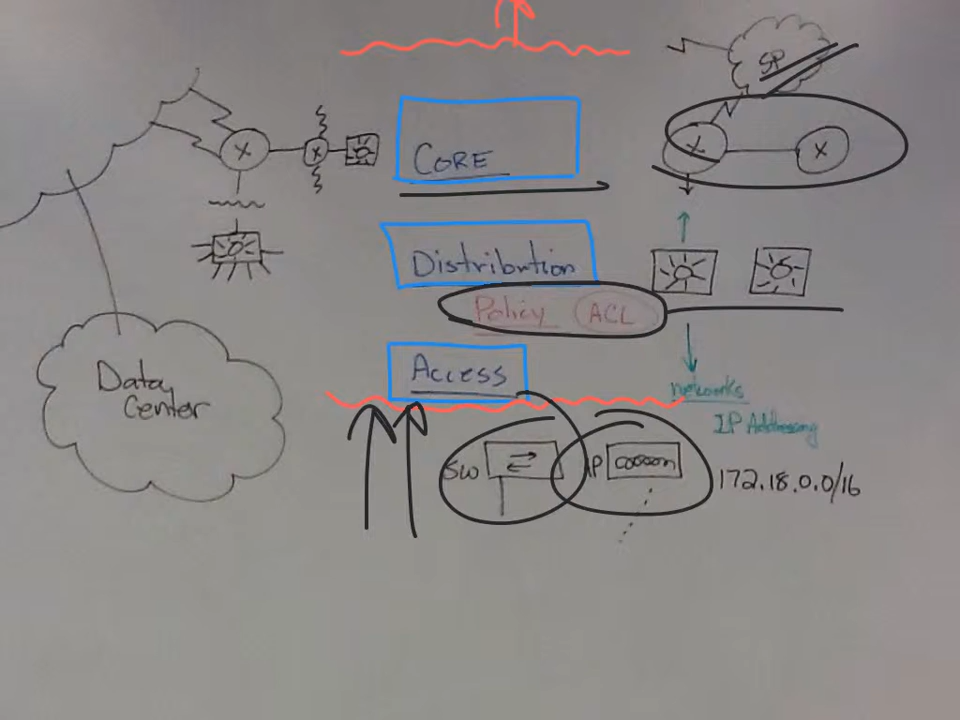 SP
X
X
X
X
CORE
Distribution
Policy ACL
Access
networks
IP Addressing
Data
Center
SW
AP
172.18.0.0/16